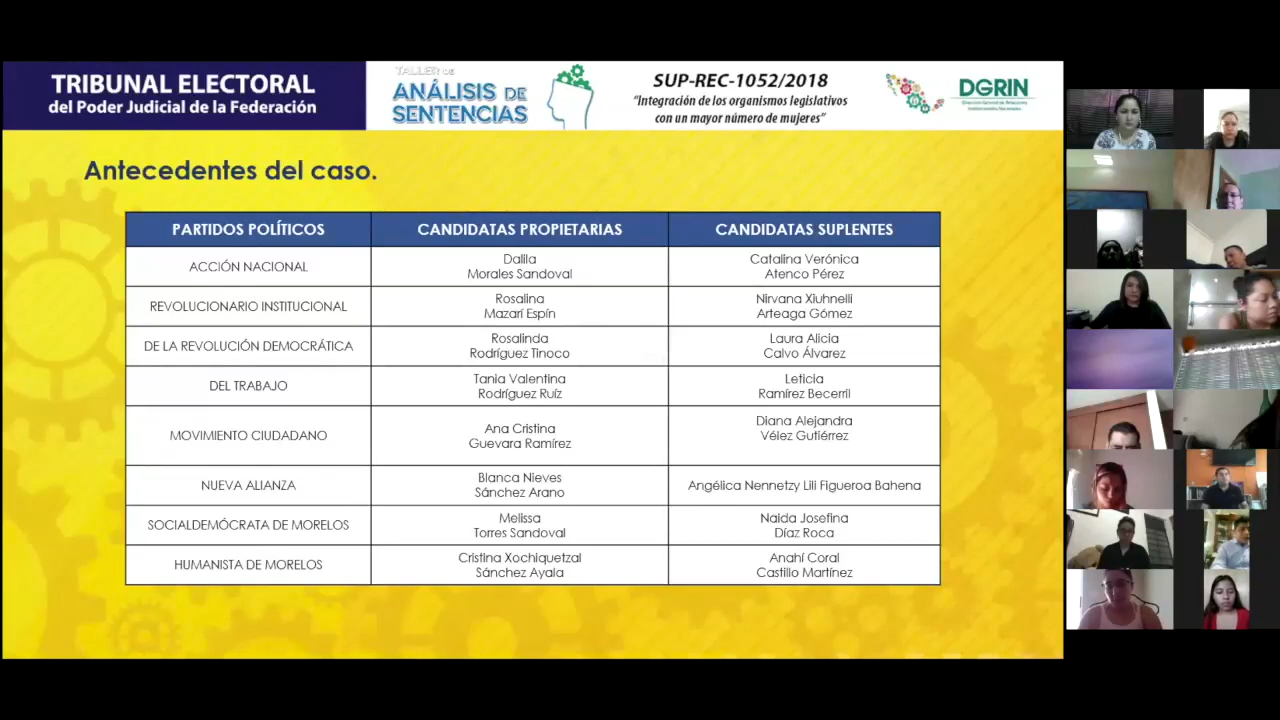 TRIBUNAL ELECTORAL
del Poder Judicial de la Federación
TALLER DE
ANÁLISIS DE
SENTENCIAS
SUP-REC-1052/2018
"Integración de los organismos legislativos
con un mayor número de mujeres"
DGRIN
Antecedentes del caso.
PARTIDOS POLÍTICOS
CANDIDATAS PROPIETARIAS
CANDIDATAS SUPLENTES
ACCIÓN NACIONAL
Dalila
Morales Sandoval
Catalina Verónica
Atenco Pérez
REVOLUCIONARIO INSTITUCIONAL
Rosalina
Mazarí Espín
Nirvana Xiuhnelli
Arteaga Gómez
DE LA REVOLUCIÓN DEMOCRÁTICA
Rosalinda
Rodríguez Tinoco
Laura Alicia
Calvo Álvarez
DEL TRABAJO
Tania Valentina
Rodríguez Ruíz
Leticia
Ramírez Becerril
MOVIMIENTO CIUDADANO
Ana Cristina
Guevara Ramírez
Diana Alejandra
Vélez Gutiérrez
NUEVA ALIANZA
Blanca Nieves
Sánchez Arano
Angélica Nennetzy Lili Figueroa Bahena
SOCIALDEMÓCRATA DE MORELOS
Melissa
Torres Sandoval
Naida Josefina
Díaz Roca
HUMANISTA DE MORELOS
Cristina Xochiquetzal
Sánchez Ayala
Anahí Coral
Castillo Martínez